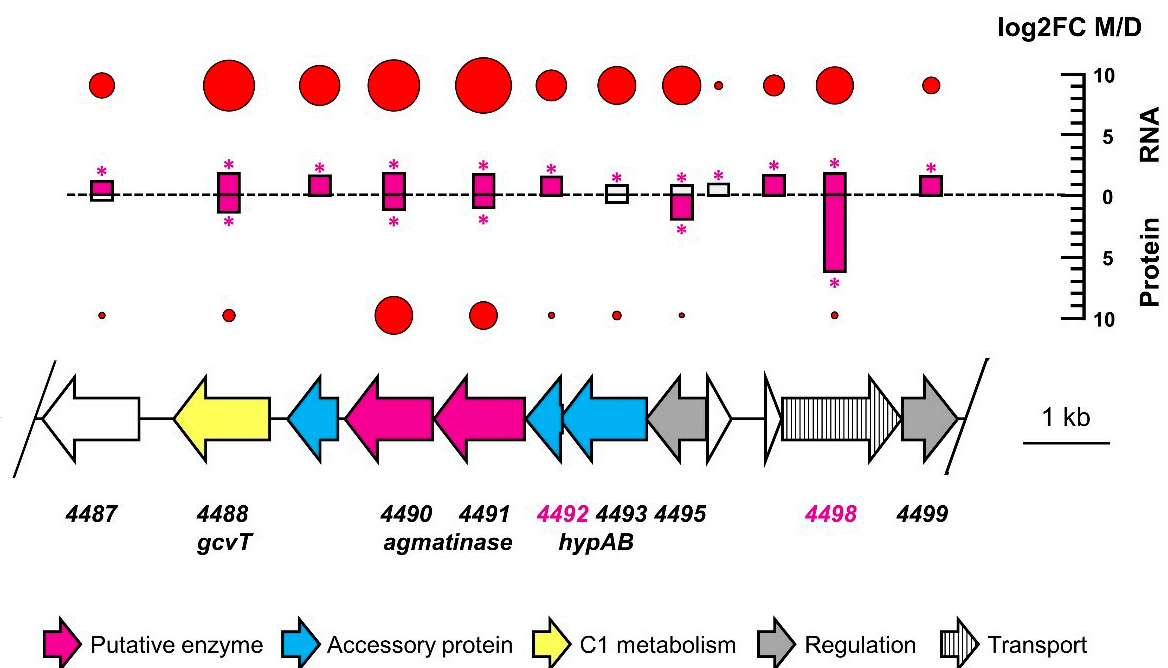 log2FC M/D
10
5
RNA
0
5
Protein
10
* * * * * * * * * * * *
* * * * *
1 kb
4487 4488 4490 4491 4492 4493 4495 4498 4499
gcvT agmatinase hypAB
Putative enzyme Accessory protein C1 metabolism Regulation Transport